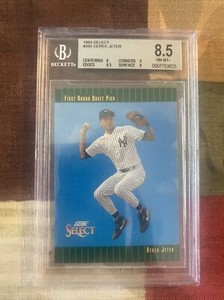 BECKETT
1993 SELECT
#360 DEREK JETER
CENTERING 9 CORNERS 8
EDGES 9.5 SURFACE 9
8.5
NM-MT+
FIRST ROUND DRAFT PICK
SCORE
SELECT
DEREK JETER